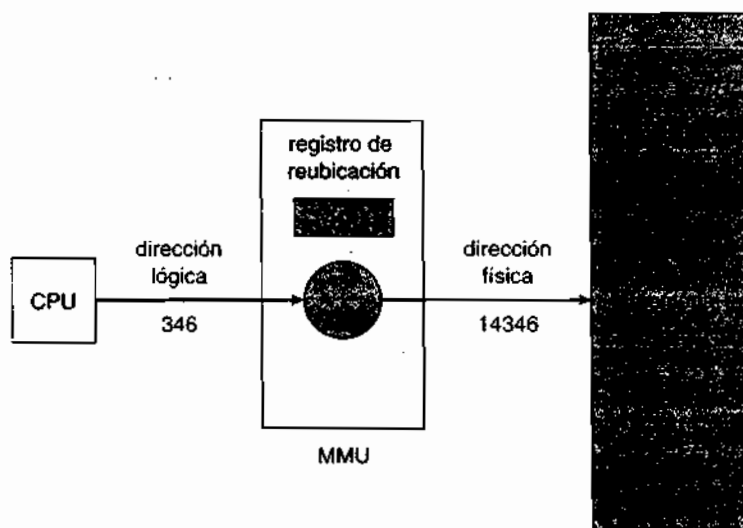 registro de
reubicación
dirección
lógica
dirección
física
CPU
346
14346
MMU